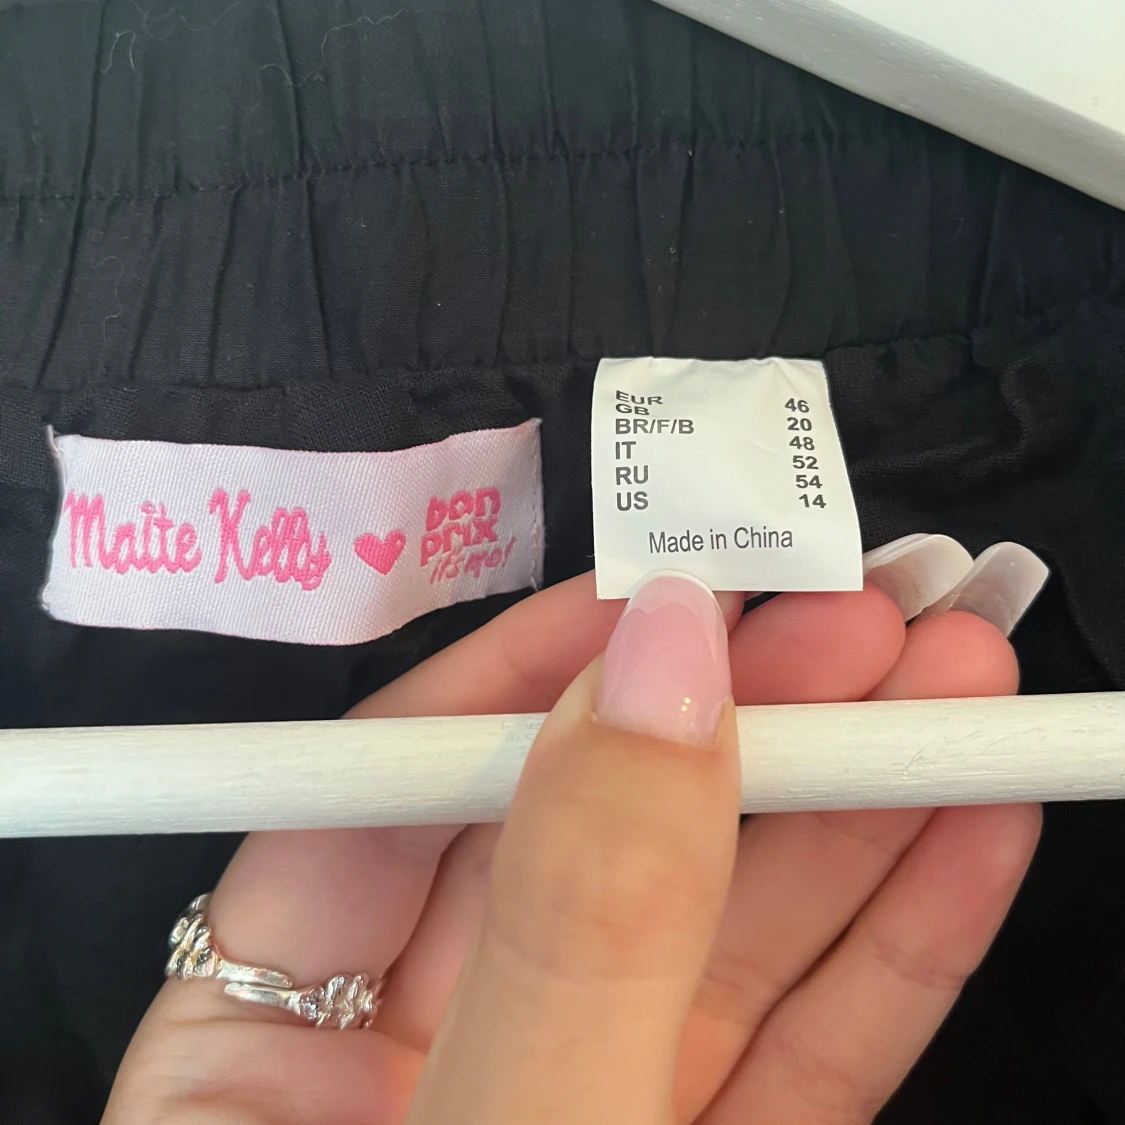 Maite Kelly
bon
prix
it's me!
EUR 46
GB 20
BR/F/B 48
IT 52
RU 54
US 14
Made in China